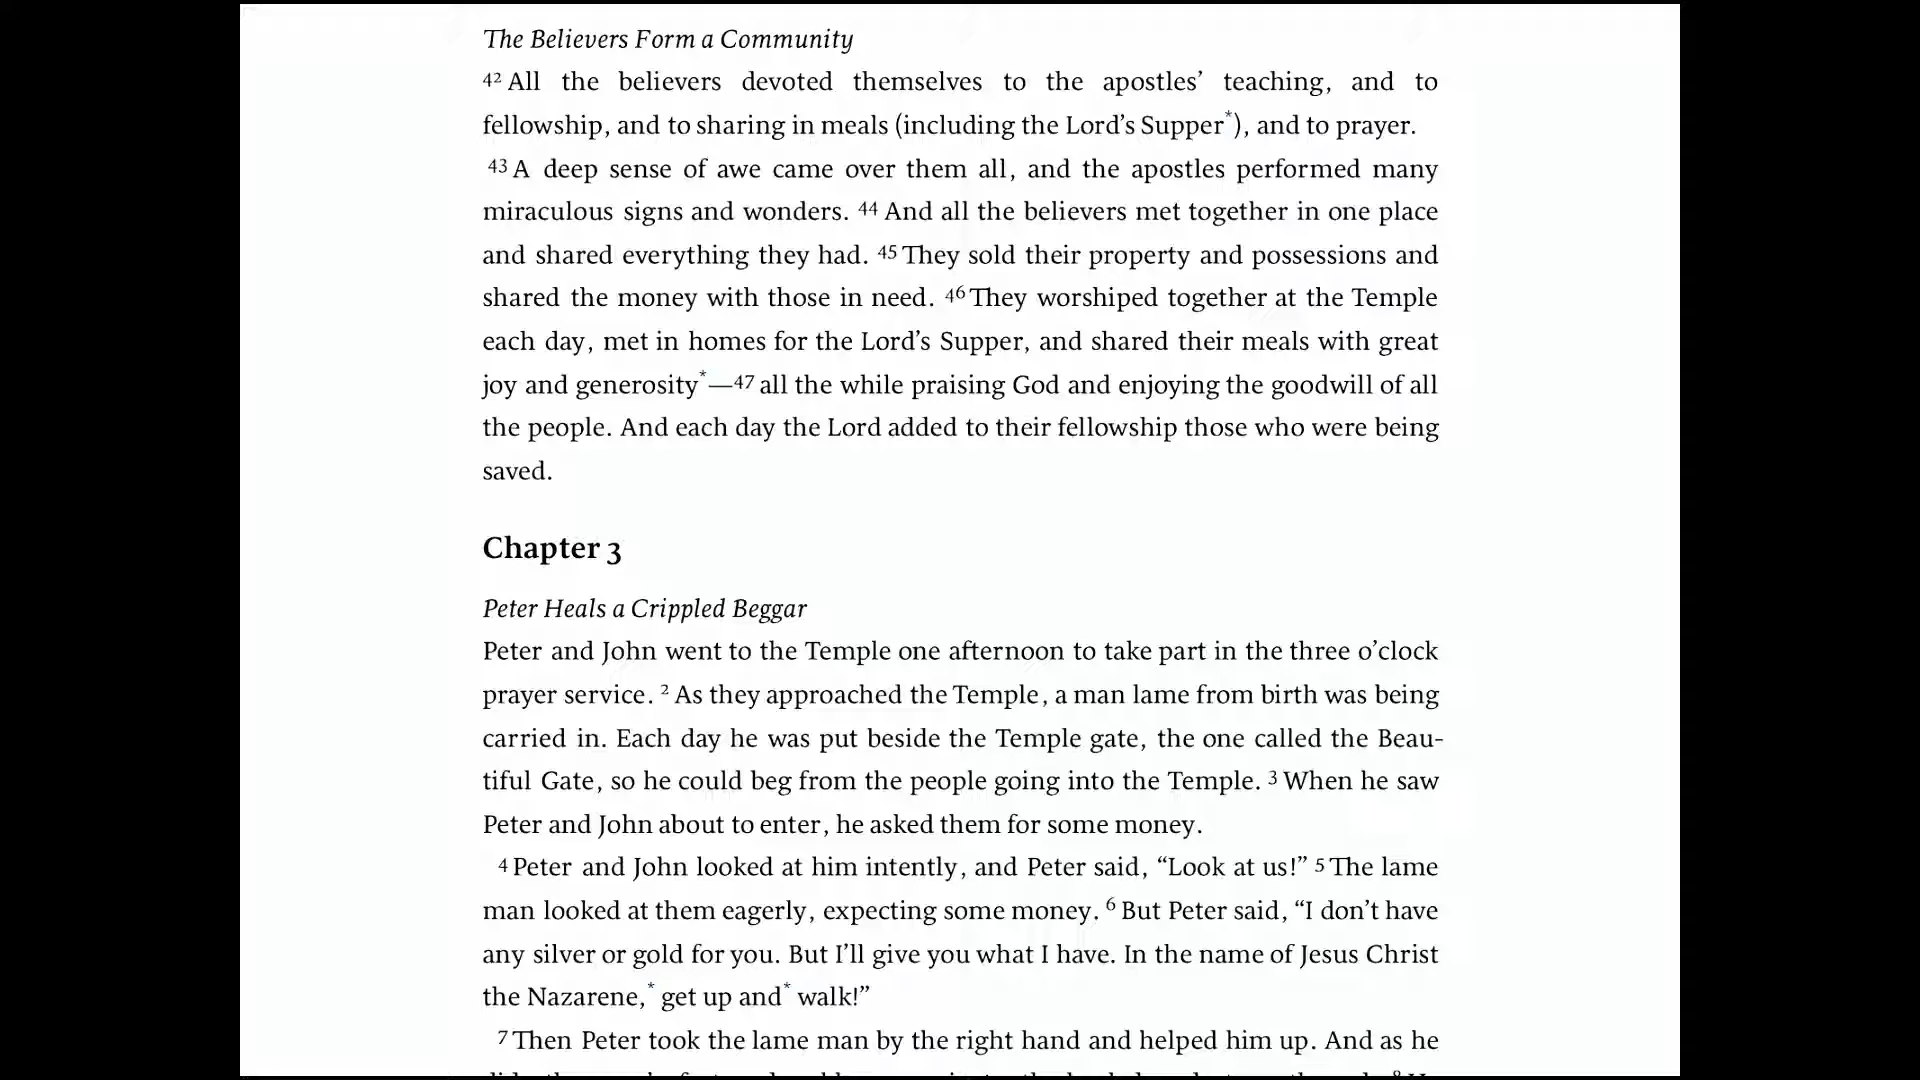 The Believers Form a Community
42 All the believers devoted themselves to the apostles’ teaching, and to
fellowship, and to sharing in meals (including the Lord’s Supper*), and to prayer.
43 A deep sense of awe came over them all, and the apostles performed many
miraculous signs and wonders. 44 And all the believers met together in one place
and shared everything they had. 45 They sold their property and possessions and
shared the money with those in need. 46 They worshiped together at the Temple
each day, met in homes for the Lord’s Supper, and shared their meals with great
joy and generosity*—47 all the while praising God and enjoying the goodwill of all
the people. And each day the Lord added to their fellowship those who were being
saved.
Chapter 3
Peter Heals a Crippled Beggar
Peter and John went to the Temple one afternoon to take part in the three o’clock
prayer service. 2 As they approached the Temple, a man lame from birth was being
carried in. Each day he was put beside the Temple gate, the one called the Beau-
tiful Gate, so he could beg from the people going into the Temple. 3 When he saw
Peter and John about to enter, he asked them for some money.
4 Peter and John looked at him intently, and Peter said, “Look at us!” 5 The lame
man looked at them eagerly, expecting some money. 6 But Peter said, “I don’t have
any silver or gold for you. But I’ll give you what I have. In the name of Jesus Christ
the Nazarene,* get up and* walk!”
7 Then Peter took the lame man by the right hand and helped him up. And as he